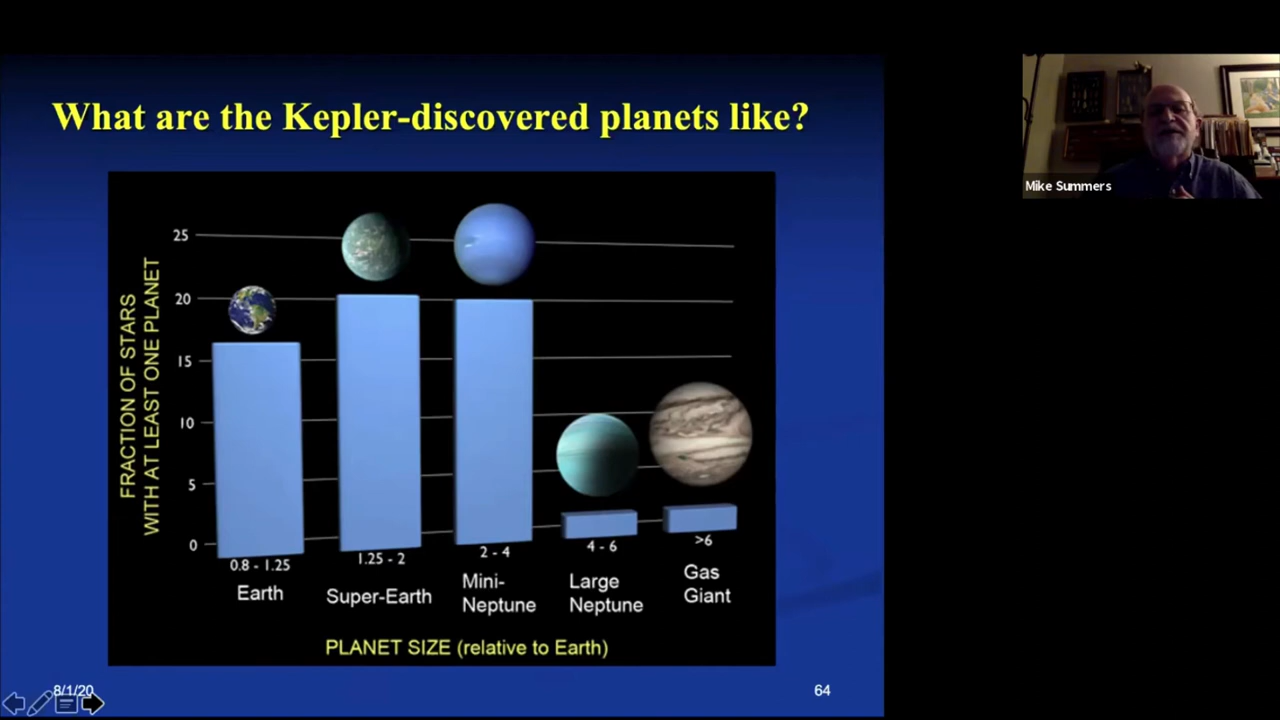 What are the Kepler-discovered planets like?
Mike Summers
FRACTION OF STARS
WITH AT LEAST ONE PLANET
25
20
15
10
5
0
0.8 - 1.25
1.25 - 2
2 - 4
4 - 6
>6
Earth
Super-Earth
Mini-
Neptune
Large
Neptune
Gas
Giant
PLANET SIZE (relative to Earth)
8/1/20
64